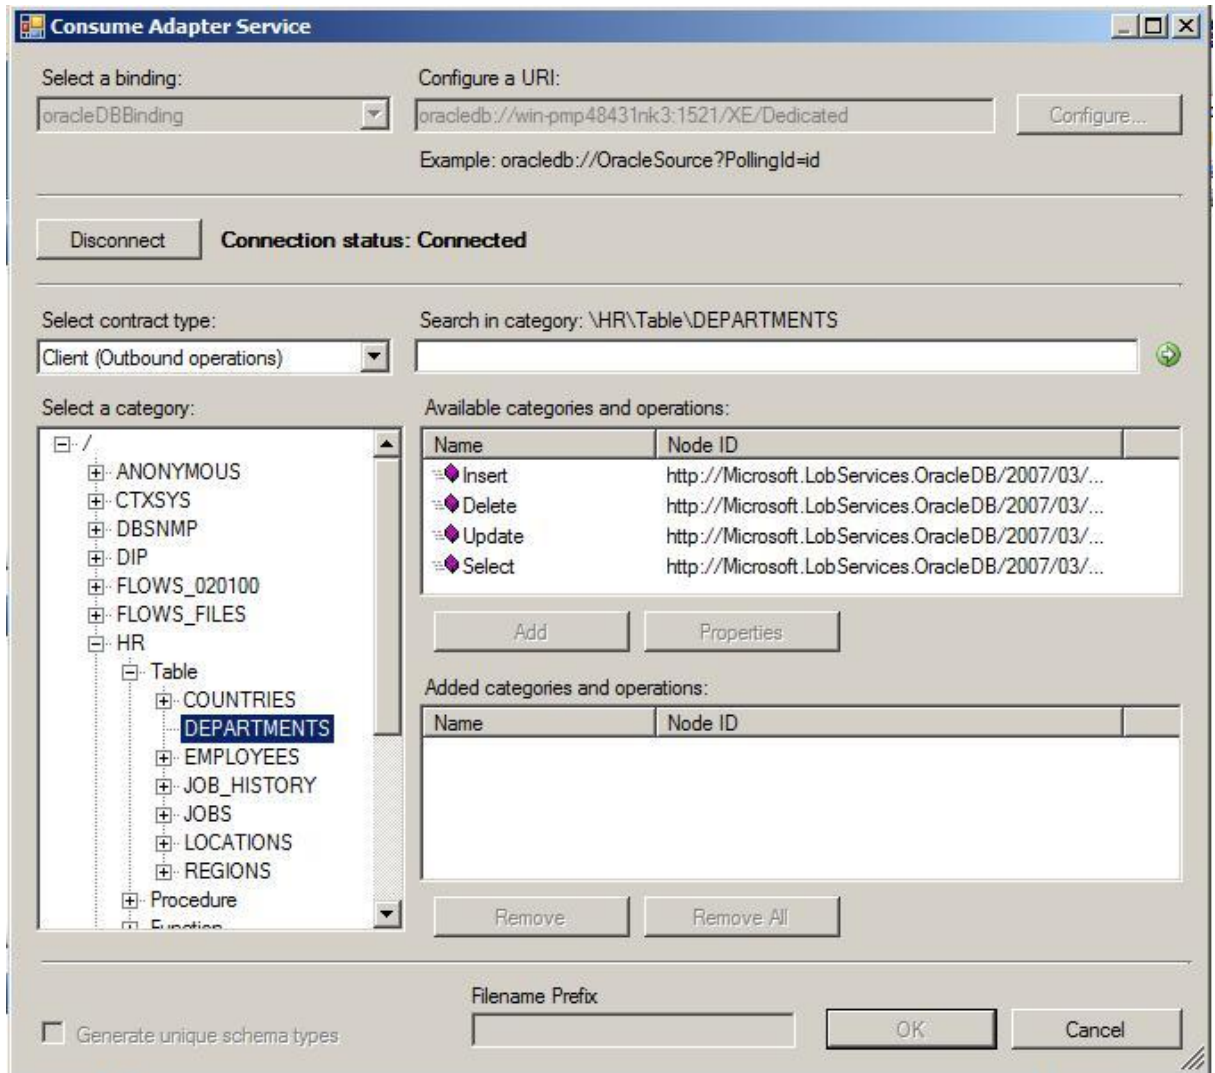 Consume Adapter Service
Select a binding:
Configure a URI:
oracleDBBinding
oracledb://win-pmp48431nk3:1521/XE/Dedicated
Configure...
Example: oracledb://OracleSource?PollingId=id
Disconnect
Connection status: Connected
Select contract type:
Search in category: \HR\Table\DEPARTMENTS
Client (Outbound operations)
Select a category:
Available categories and operations:
/
ANONYMOUS
CTXSYS
DBSNMP
DIP
FLOWS_020100
FLOWS_FILES
HR
Table
COUNTRIES
DEPARTMENTS
EMPLOYEES
JOB_HISTORY
JOBS
LOCATIONS
REGIONS
Procedure
Function
Name Node ID
Insert http://Microsoft.LobServices.OracleDB/2007/03/...
Delete http://Microsoft.LobServices.OracleDB/2007/03/...
Update http://Microsoft.LobServices.OracleDB/2007/03/...
Select http://Microsoft.LobServices.OracleDB/2007/03/...
Add
Properties
Added categories and operations:
Name Node ID
Remove
Remove All
Filename Prefix
Generate unique schema types
OK
Cancel